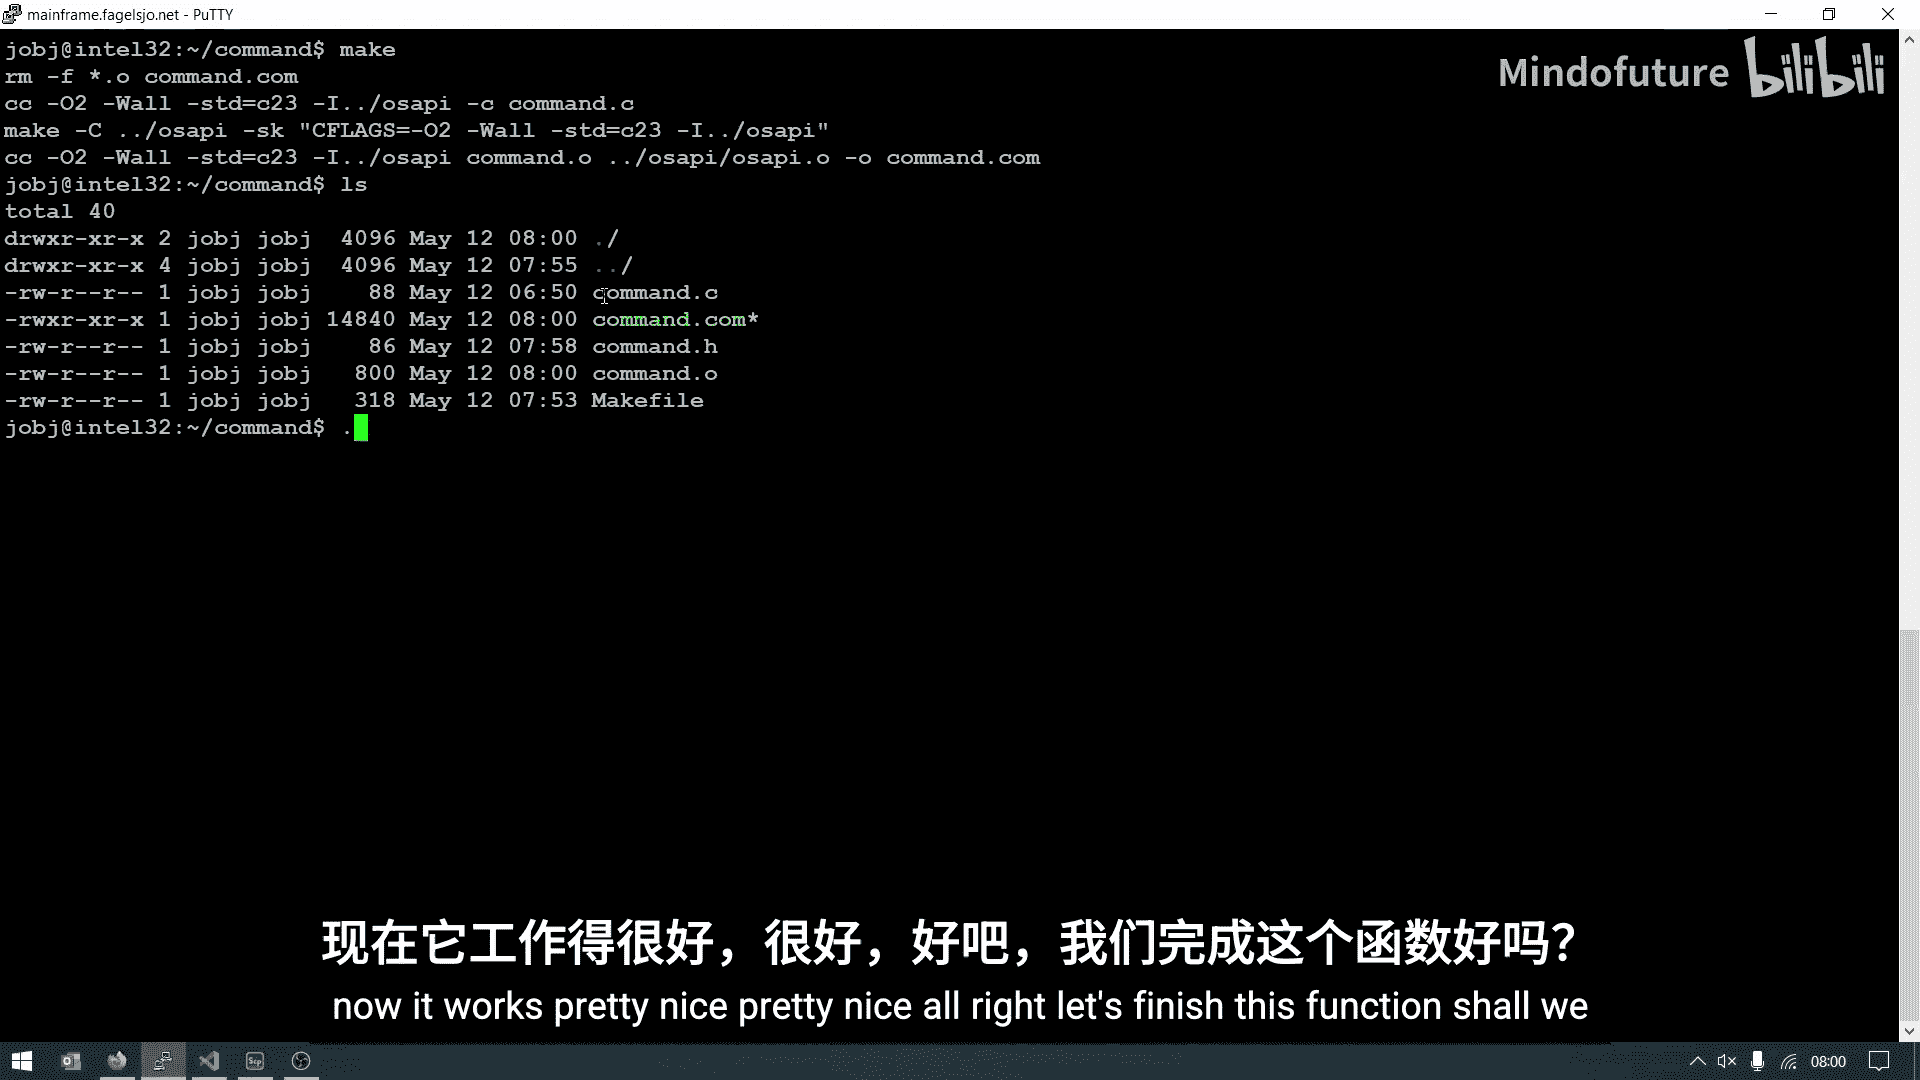 mainframe.fagelsjo.net - PuTTY
jobj@intel32:~/command$ make
rm -f *.o command.com
cc -O2 -Wall -std=c23 -I../osapi -c command.c
make -C ../osapi -sk "CFLAGS=-O2 -Wall -std=c23 -I../osapi"
cc -O2 -Wall -std=c23 -I../osapi command.o ../osapi/osapi.o -o command.com
jobj@intel32:~/command$ ls
total 40
drwxr-xr-x 2 jobj jobj  4096 May 12 08:00 ./
drwxr-xr-x 4 jobj jobj  4096 May 12 07:55 ../
-rw-r--r-- 1 jobj jobj    88 May 12 06:50 command.c
-rwxr-xr-x 1 jobj jobj 14840 May 12 08:00 command.com*
-rw-r--r-- 1 jobj jobj    86 May 12 07:58 command.h
-rw-r--r-- 1 jobj jobj   800 May 12 08:00 command.o
-rw-r--r-- 1 jobj jobj   318 May 12 07:53 Makefile
jobj@intel32:~/command$ .
Mindofuture bilibili
现在它工作得很好，很好，好吧，我们完成这个函数好吗？
now it works pretty nice pretty nice all right let's finish this function shall we
Scp
08:00